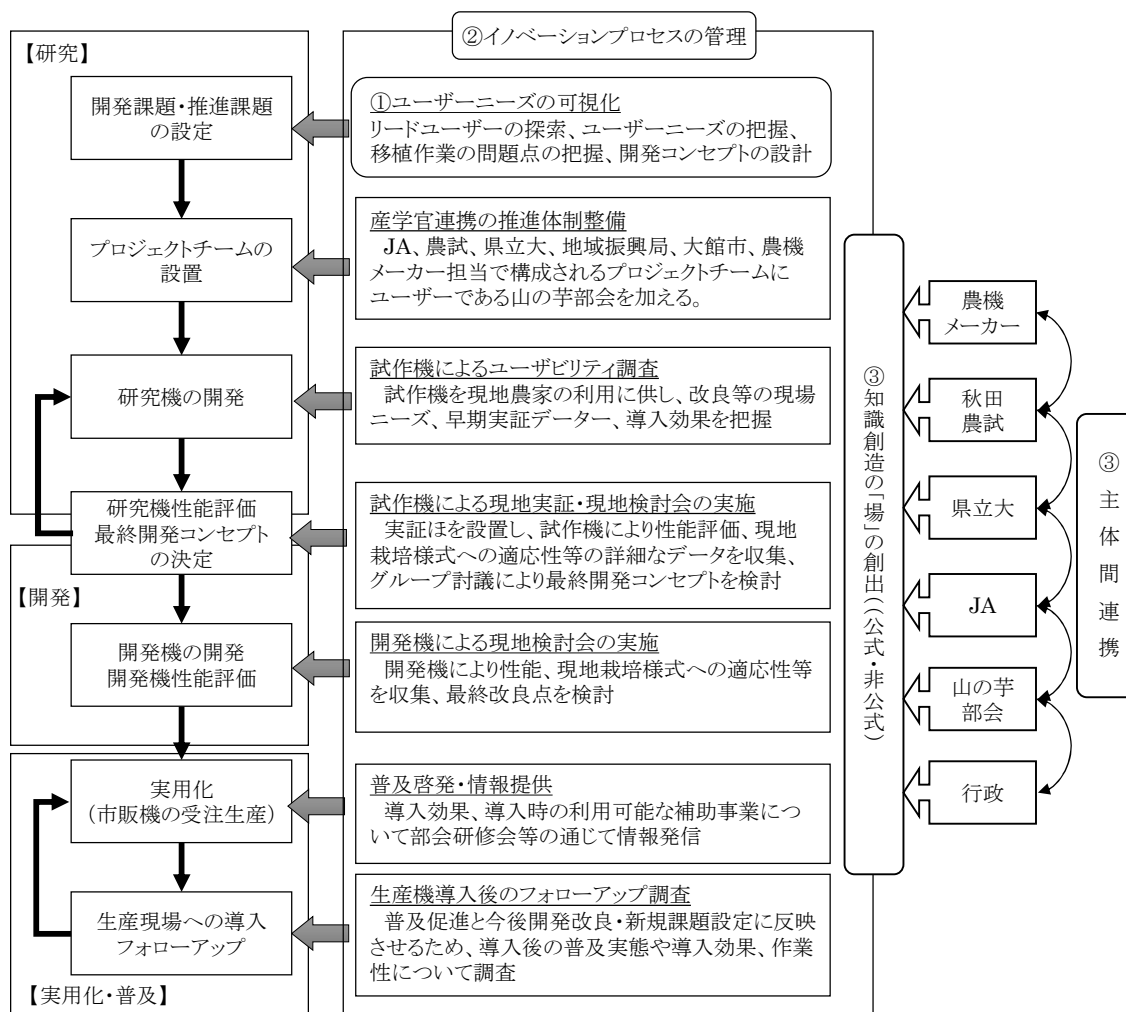 【研究】
開発課題・推進課題
の設定
プロジェクトチームの
設置
研究機の開発
研究機性能評価
最終開発コンセプト
の決定
【開発】
開発機の開発
開発機性能評価
実用化
(市販機の受注生産)
生産現場への導入
フォローアップ
【実用化・普及】
②イノベーションプロセスの管理
①ユーザーニーズの可視化
リードユーザーの探索、ユーザーニーズの把握、
移植作業の問題点の把握、開発コンセプトの設計
産学官連携の推進体制整備
JA、農試、県立大、地域振興局、大館市、農機
メーカー担当で構成されるプロジェクトチームに
ユーザーである山の芋部会を加える。
試作機によるユーザビリティ調査
試作機を現地農家の利用に供し、改良等の現場
ニーズ、早期実証データー、導入効果を把握
試作機による現地実証・現地検討会の実施
実証ほを設置し、試作機により性能評価、現地
栽培様式への適応性等の詳細なデータを収集、
グループ討議により最終開発コンセプトを検討
開発機による現地検討会の実施
開発機により性能、現地栽培様式への適応性等
を収集、最終改良点を検討
普及啓発・情報提供
導入効果、導入時の利用可能な補助事業につ
いて部会研修会等の通じて情報発信
生産機導入後のフォローアップ調査
普及促進と今後開発改良・新規課題設定に反映
させるため、導入後の普及実態や導入効果、作業
性について調査
③知識創造の「場」の創出((公式・非公式)
農機
メーカー
秋田
農試
県立大
JA
山の芋
部会
行政
③主体間連携